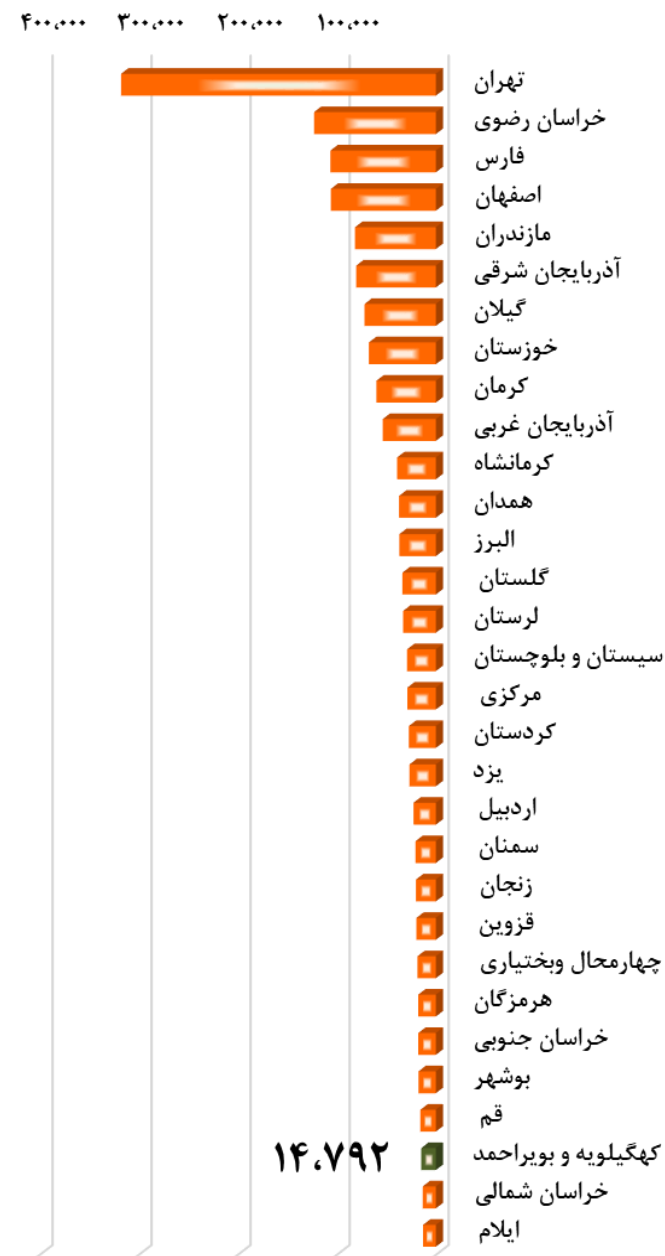 ۴۰۰،۰۰۰ ۳۰۰،۰۰۰ ۲۰۰،۰۰۰ ۱۰۰،۰۰۰
تهران
خراسان رضوی
فارس
اصفهان
مازندران
آذربایجان شرقی
گیلان
خوزستان
کرمان
آذربایجان غربی
کرمانشاه
همدان
البرز
گلستان
لرستان
سیستان و بلوچستان
مرکزی
کردستان
یزد
اردبیل
سمنان
زنجان
قزوین
چهارمحال وبختیاری
هرمزگان
خراسان جنوبی
بوشهر
قم
کهگیلویه و بویراحمد ۱۴،۷۹۲
خراسان شمالی
ایلام